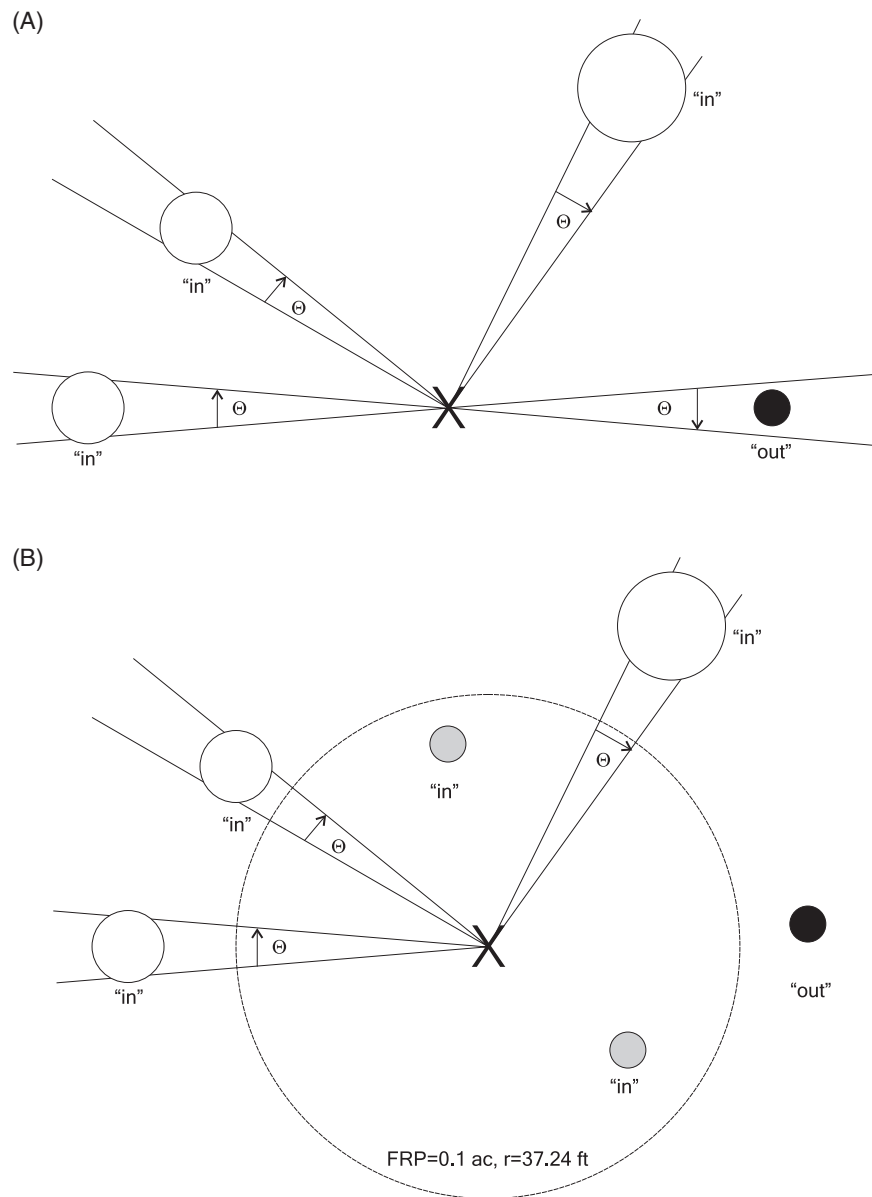 (A)
“in”
“in”
Θ
Θ
X
Θ
Θ
“in”
“out”
(B)
“in”
“in”
Θ
“in”
Θ
Θ
X
“in”
“out”
“in”
FRP=0.1 ac, r=37.24 ft